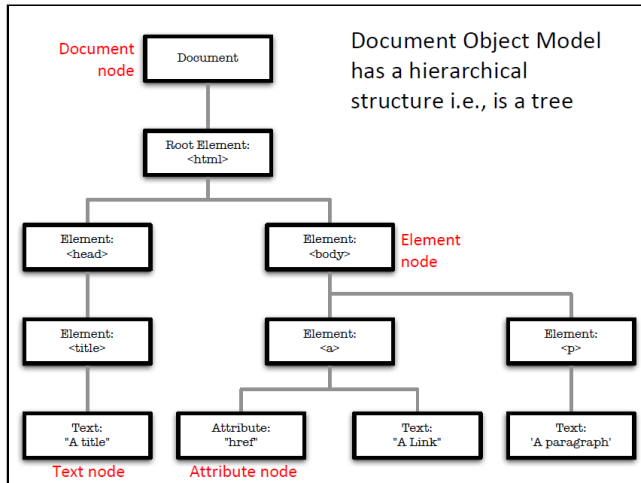 Document
node
Document
Document Object Model
has a hierarchical
structure i.e., is a tree
Root Element:
<html>
Element:
<head>
Element:
<body>
Element
node
Element:
<title>
Element:
<a>
Element:
<p>
Text:
"A title"
Attribute:
"href"
Text:
"A Link"
Text:
'A paragraph'
Text node
Attribute node